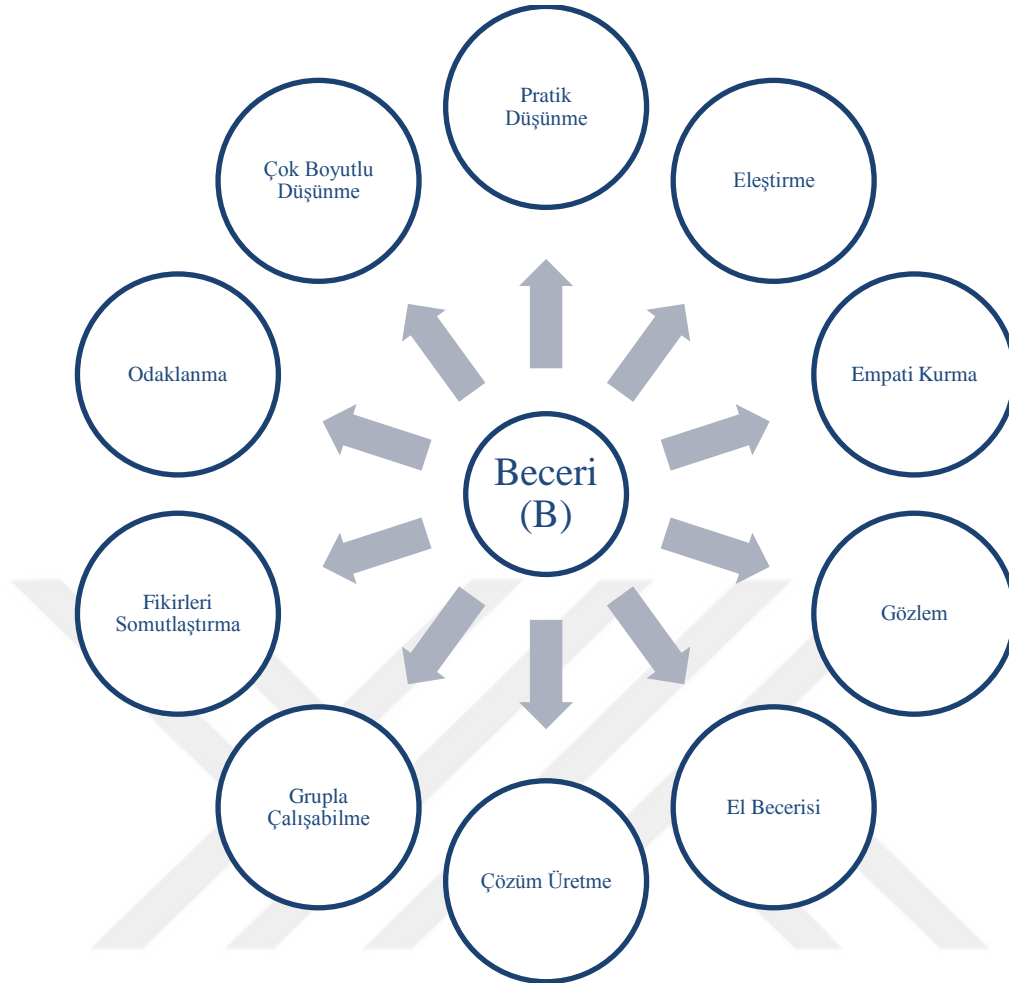 Pratik
Düşünme
Eleştirme
Empati Kurma
Gözlem
El Becerisi
Çözüm Üretme
Grupla
Çalışabilme
Fikirleri
Somutlaştırma
Odaklanma
Çok Boyutlu
Düşünme
Beceri
(B)